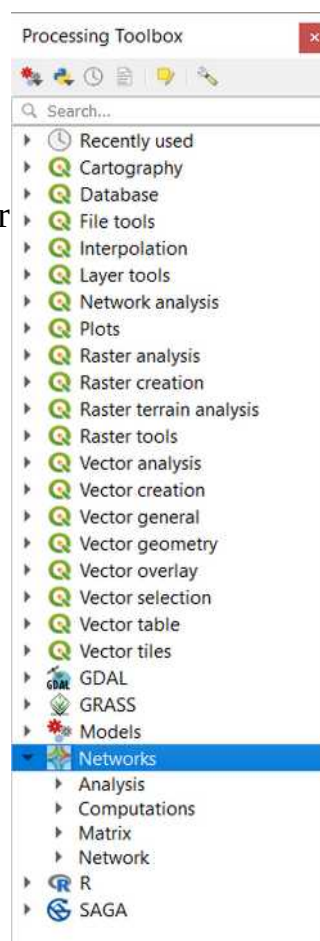 Processing Toolbox
Search...
Recently used
Cartography
Database
r
File tools
Interpolation
Layer tools
Network analysis
Plots
Raster analysis
Raster creation
Raster terrain analysis
Raster tools
Vector analysis
Vector creation
Vector general
Vector geometry
Vector overlay
Vector selection
Vector table
Vector tiles
GDAL GDAL
GRASS
Models
Networks
Analysis
Computations
Matrix
Network
R R
SAGA